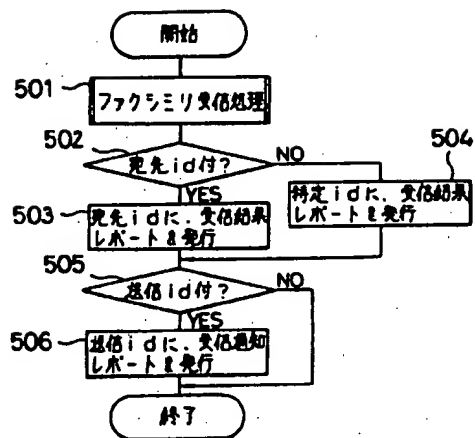 開始
501
ファクシミリ受信処理
502
宛先id付?
NO
504
YES
503
宛先idに、受信結果
レポートを発行
特定idに、受信結果
レポートを発行
505
送信id付?
NO
YES
506
送信idに、受信通知
レポートを発行
終了